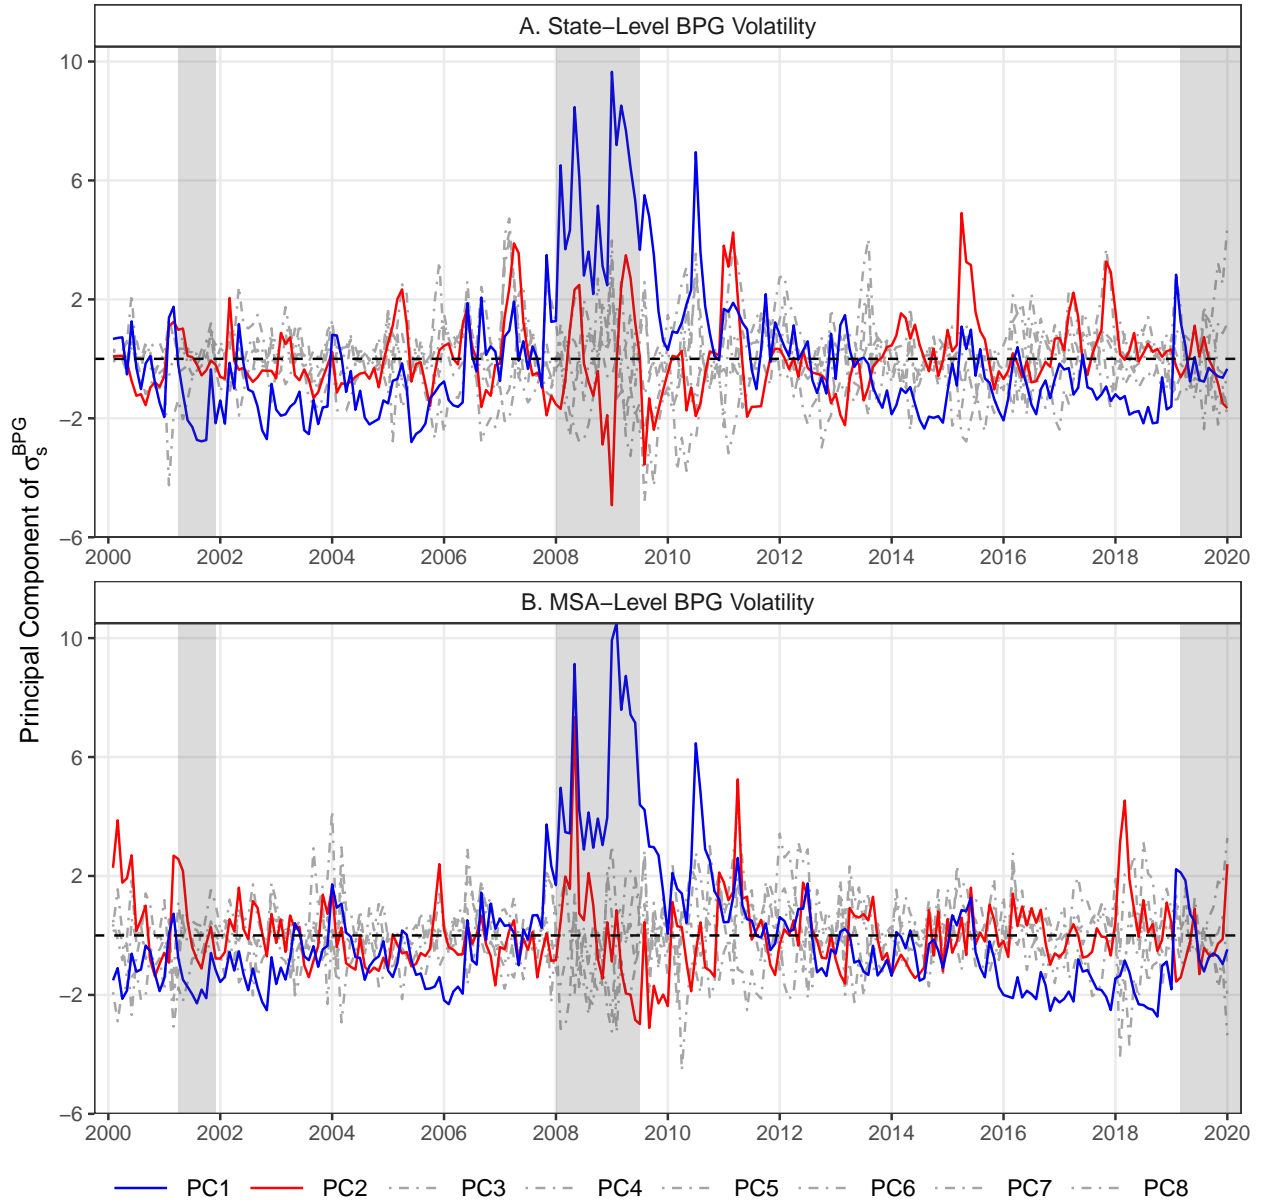 A. State−Level BPG Volatility
10
6
2
−2
−6
2000 2002 2004 2006 2008 2010 2012 2014 2016 2018 2020
Principal Component of σ_s^BPG
B. MSA−Level BPG Volatility
10
6
2
−2
−6
2000 2002 2004 2006 2008 2010 2012 2014 2016 2018 2020
PC1 PC2 PC3 PC4 PC5 PC6 PC7 PC8